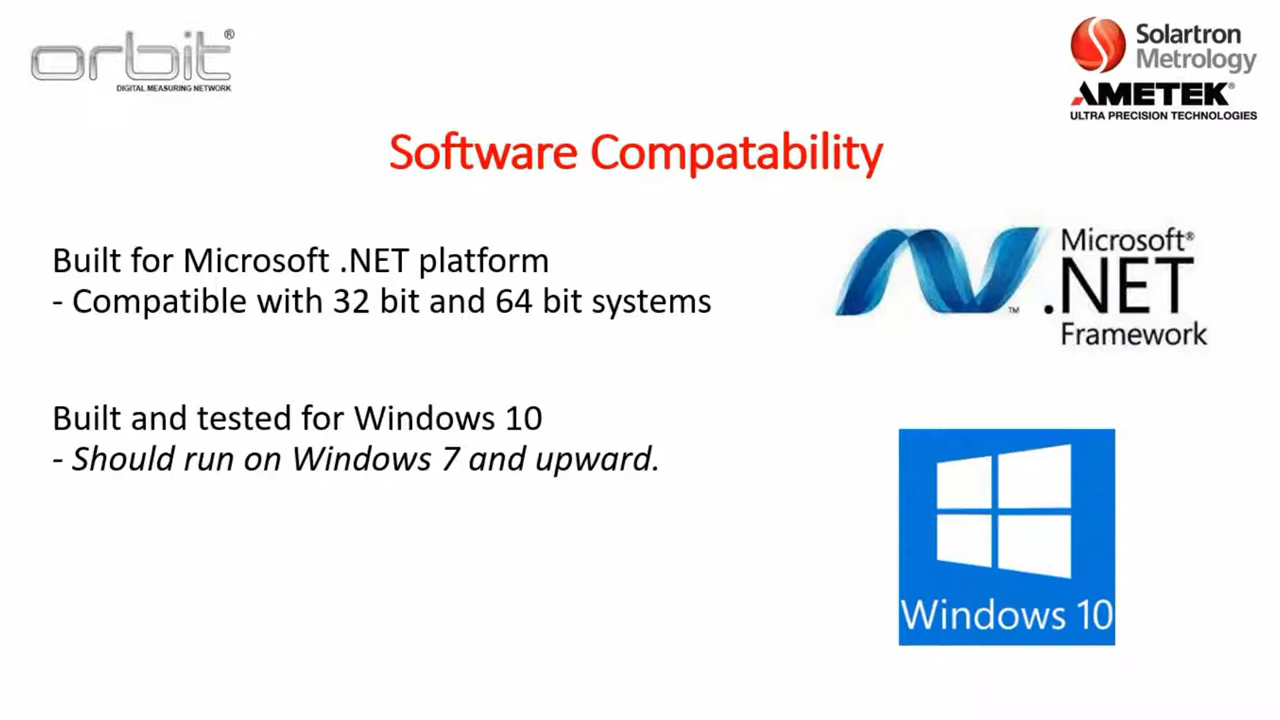 orbit®
DIGITAL MEASURING NETWORK
Solartron
Metrology
AMETEK®
ULTRA PRECISION TECHNOLOGIES
Software Compatability
Built for Microsoft .NET platform
- Compatible with 32 bit and 64 bit systems
Microsoft®
.NET
™
Framework
Built and tested for Windows 10
- Should run on Windows 7 and upward.
Windows 10